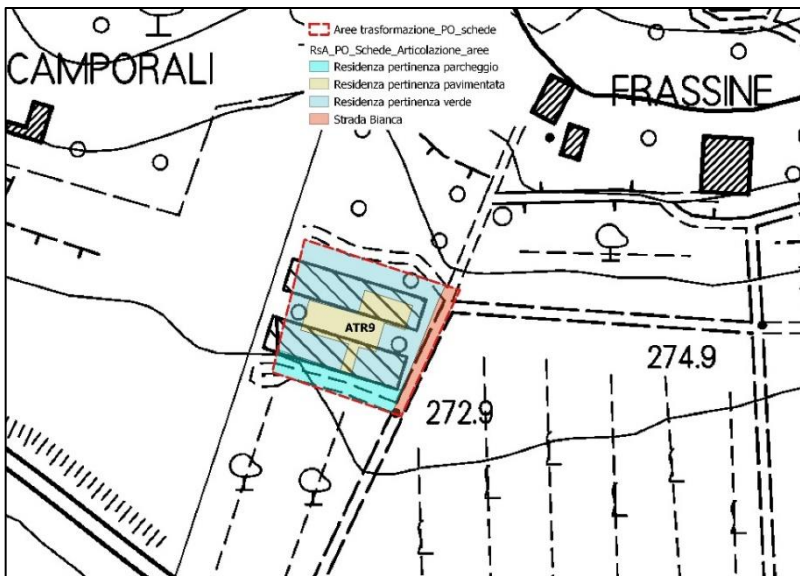 Aree trasformazione_PO_schede
RsA_PO_Schede_Articolazione_aree
Residenza pertinenza parcheggio
Residenza pertinenza pavimentata
Residenza pertinenza verde
Strada Bianca
CAMPORALI
FRASSINE
ATR9
274.9
272.9